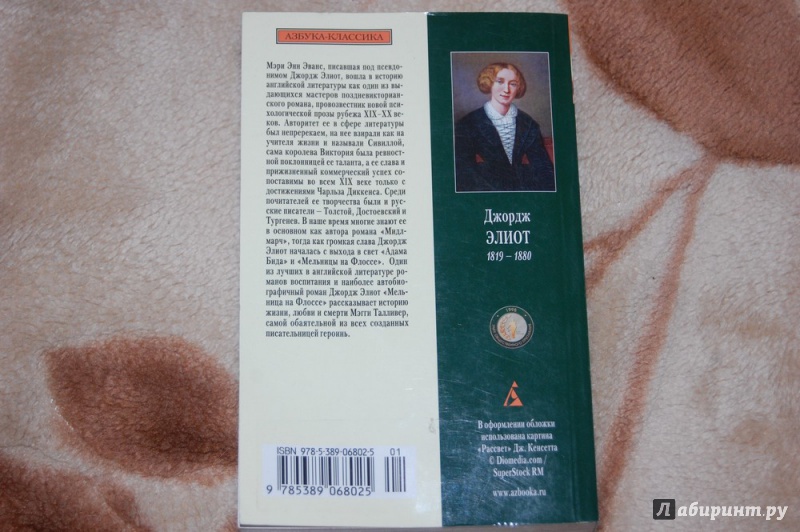 АЗБУКА-КЛАССИКА
Мэри Энн Эванс, писавшая под псевдо-
нимом Джордж Элиот, вошла в историю
английской литературы как один из вы-
дающихся мастеров поздневикториан-
ского романа, провозвестник новой пси-
хологической прозы рубежа XIX–XX ве-
ков. Авторитет ее в сфере литературы
был непререкаем, на нее взирали как на
учителя жизни и называли Сивиллой,
сама королева Виктория была ревност-
ной поклонницей ее таланта, а ее слава и
прижизненный коммерческий успех со-
поставимы во всем XIX веке только с
достижениями Чарльза Диккенса. Среди
почитателей ее творчества были и рус-
ские писатели – Толстой, Достоевский и
Тургенев. В наше время многие знают ее
в основном как автора романа «Мидл-
марч», тогда как громкая слава Джордж
Элиот началась с выхода в свет «Адама
Бида» и «Мельницы на Флоссе». Один
из лучших в английской литературе ро-
манов воспитания и наиболее автобио-
графичный роман Джордж Элиот «Мель-
ница на Флоссе» рассказывает историю
жизни, любви и смерти Мэгги Талливер,
самой обаятельной из всех созданных
писательницей героинь.
ISBN 978-5-389-06802-5
01
9 785389 068025
Джордж
ЭЛИОТ
1819 – 1880
1998
В оформлении обложки
использована картина
«Рассвет» Дж. Кенсетта
© Diomedia.com /
SuperStock RM
www.azbooka.ru
Лабиринт.ру